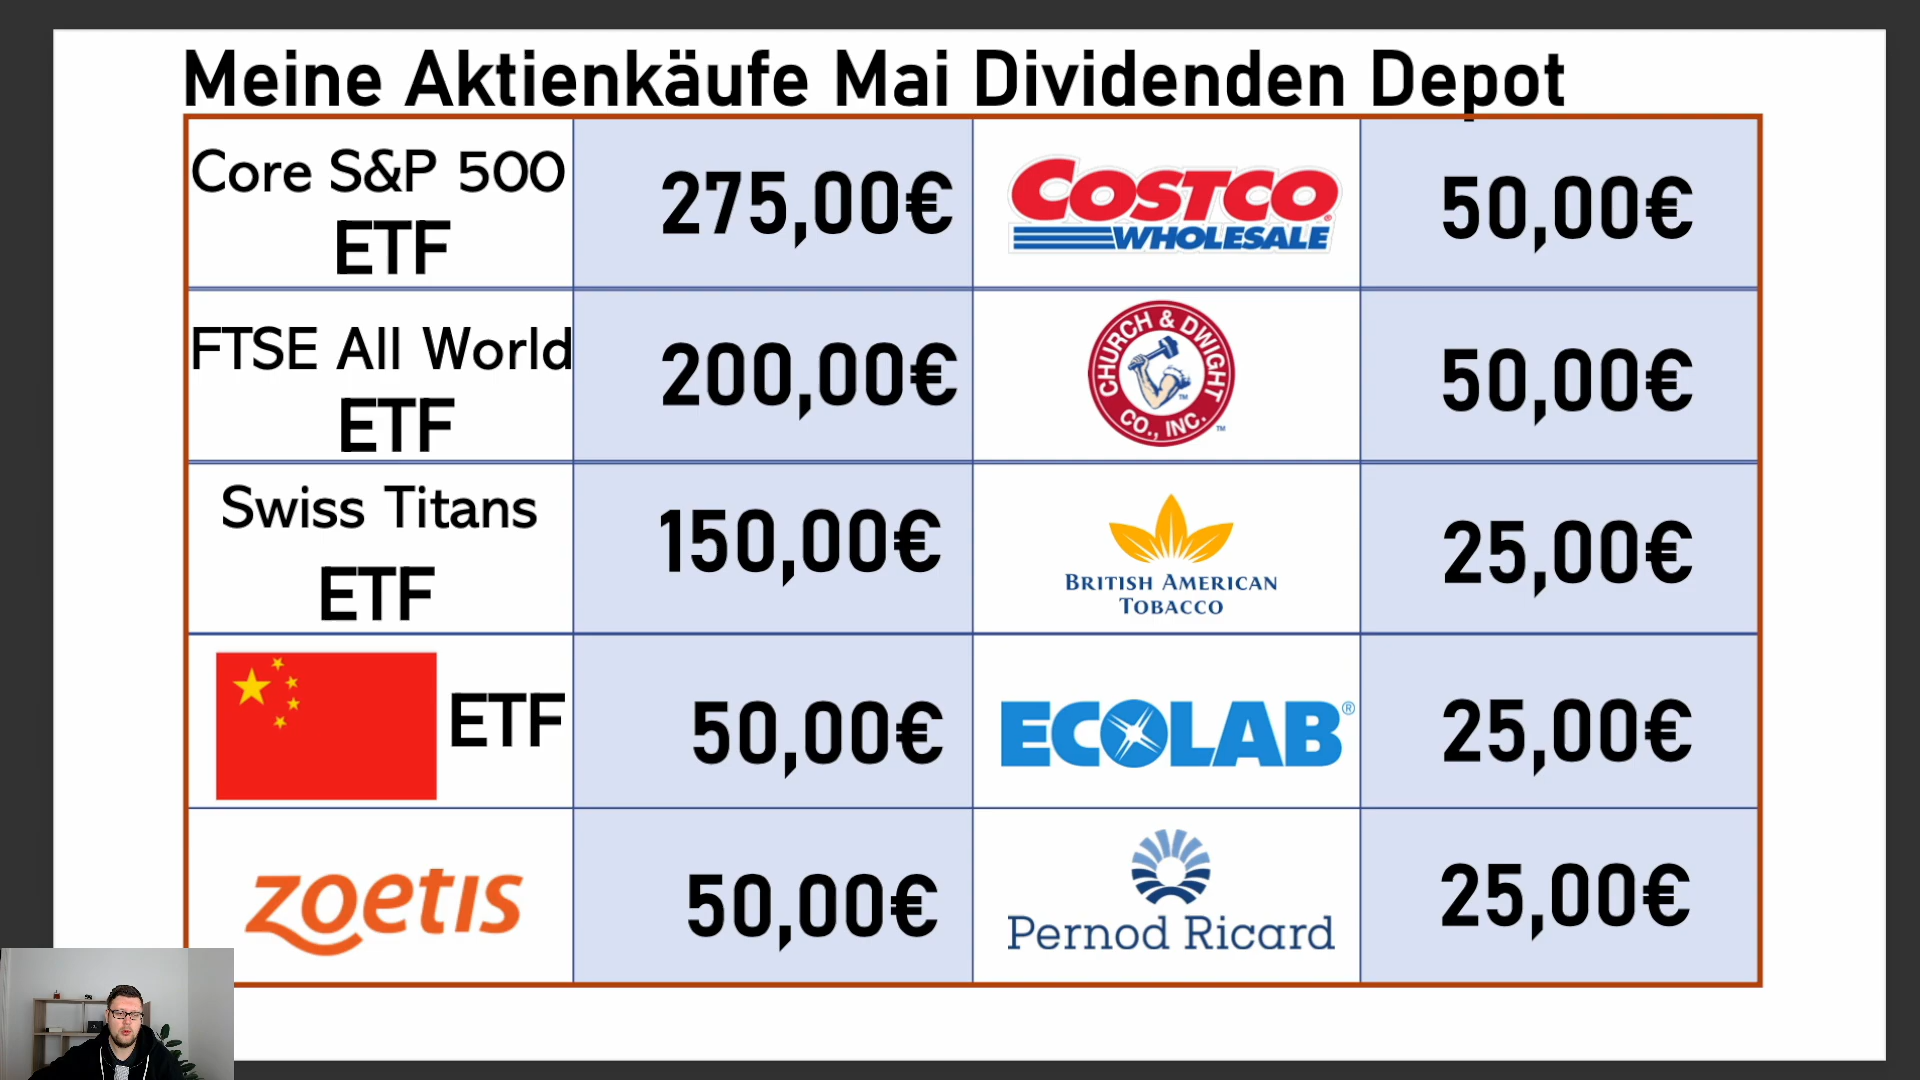 Meine Aktienkäufe Mai Dividenden Depot
Core S&P 500
ETF
275,00€
COSTCO
WHOLESALE
®
50,00€
FTSE All World
ETF
200,00€
CHURCH & DWIGHT
CO., INC.
TM
TM
50,00€
Swiss Titans
ETF
150,00€
BRITISH AMERICAN
TOBACCO
25,00€
ETF
50,00€
ECOLAB®
25,00€
zoetis
50,00€
Pernod Ricard
25,00€